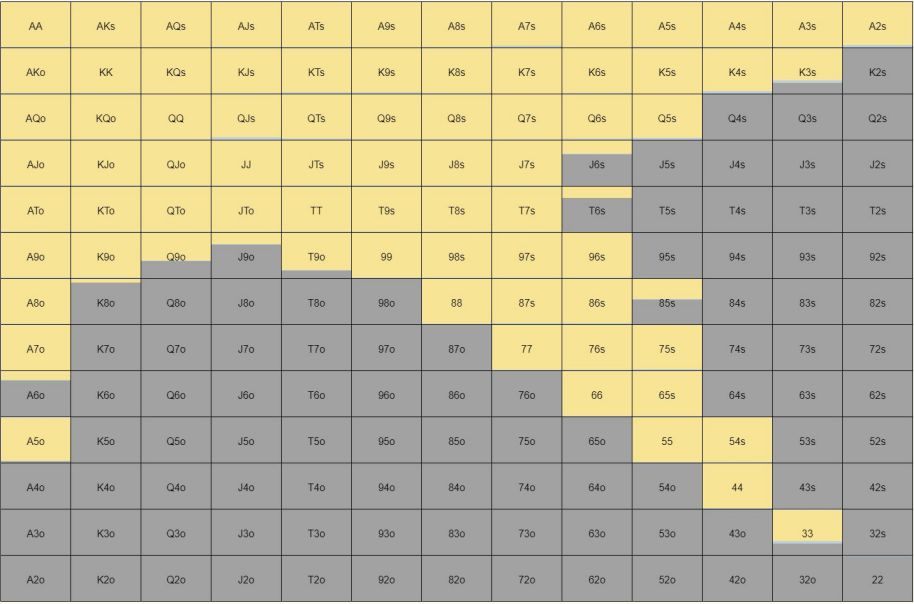 AA AKs AQs AJs ATs A9s A8s A7s A6s A5s A4s A3s A2s
AKo KK KQs KJs KTs K9s K8s K7s K6s K5s K4s K3s K2s
AQo KQo QQ QJs QTs Q9s Q8s Q7s Q6s Q5s Q4s Q3s Q2s
AJo KJo QJo JJ JTs J9s J8s J7s J6s J5s J4s J3s J2s
ATo KTo QTo JTo TT T9s T8s T7s T6s T5s T4s T3s T2s
A9o K9o Q9o J9o T9o 99 98s 97s 96s 95s 94s 93s 92s
A8o K8o Q8o J8o T8o 98o 88 87s 86s 85s 84s 83s 82s
A7o K7o Q7o J7o T7o 97o 87o 77 76s 75s 74s 73s 72s
A6o K6o Q6o J6o T6o 96o 86o 76o 66 65s 64s 63s 62s
A5o K5o Q5o J5o T5o 95o 85o 75o 65o 55 54s 53s 52s
A4o K4o Q4o J4o T4o 94o 84o 74o 64o 54o 44 43s 42s
A3o K3o Q3o J3o T3o 93o 83o 73o 63o 53o 43o 33 32s
A2o K2o Q2o J2o T2o 92o 82o 72o 62o 52o 42o 32o 22